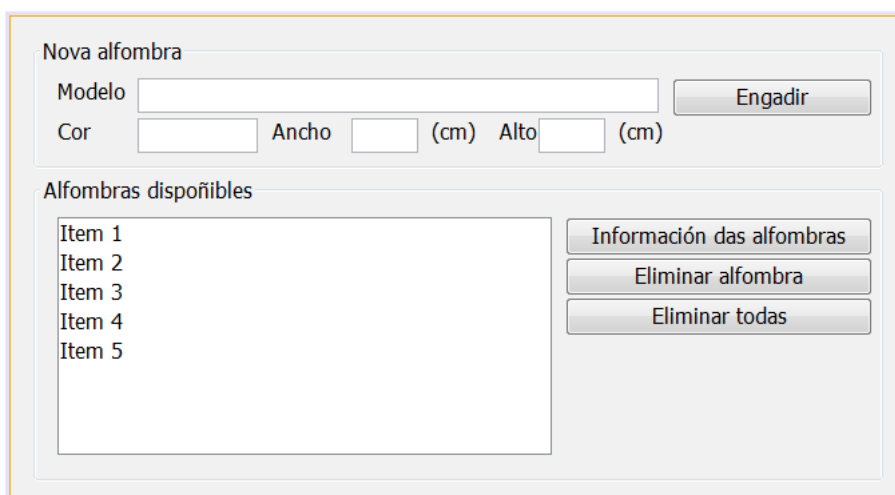 Nova alfombra
Modelo Engadir
Cor Ancho (cm) Alto (cm)
Alfombras dispoñibles
Item 1
Item 2
Item 3
Item 4
Item 5
Información das alfombras
Eliminar alfombra
Eliminar todas